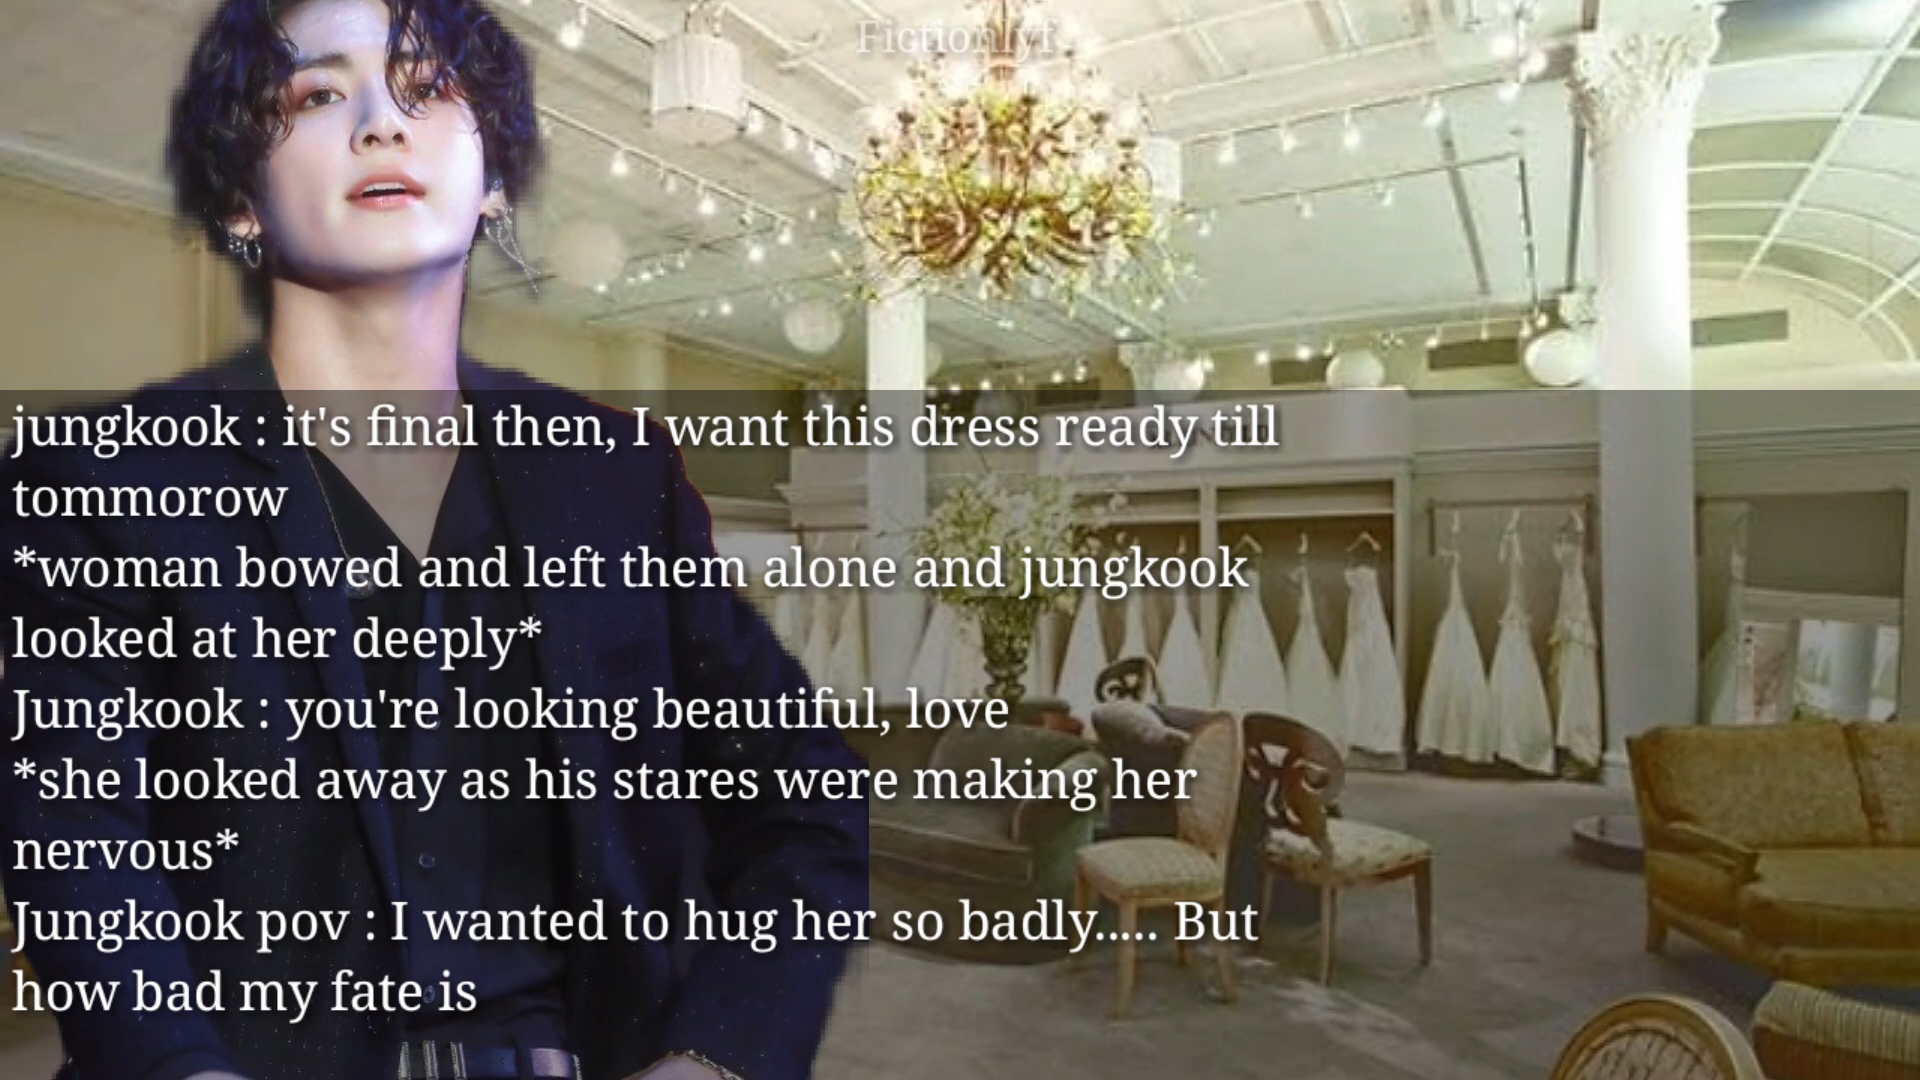 Fictionlyf
jungkook : it's final then, I want this dress ready till
tommorow
*woman bowed and left them alone and jungkook
looked at her deeply*
Jungkook : you're looking beautiful, love
*she looked away as his stares were making her
nervous*
Jungkook pov : I wanted to hug her so badly..... But
how bad my fate is